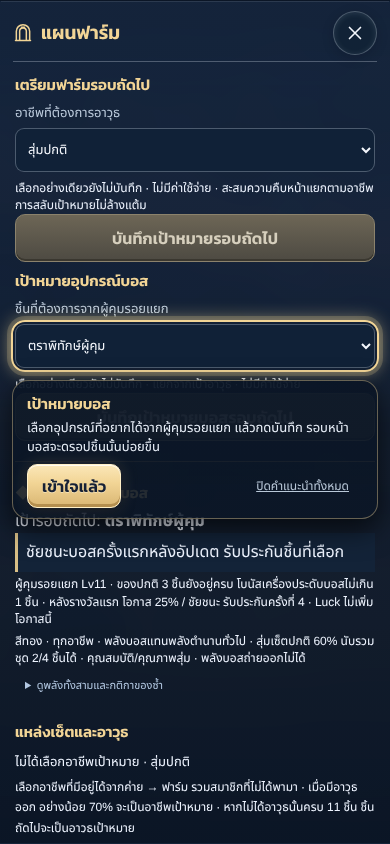 แผนฟาร์ม
เตรียมฟาร์มรอบถัดไป
อาชีพที่ต้องการอาวุธ
สุ่มปกติ
เลือกอย่างเดียวยังไม่บันทึก · ไม่มีค่าใช้จ่าย · สะสมความคืบหน้าแยกตามอาชีพ
การสลับเป้าหมายไม่ล้างแต้ม
บันทึกเป้าหมายรอบถัดไป
เป้าหมายอุปกรณ์บอส
ชิ้นที่ต้องการจากผู้คุมรอยแยก
ตราพิทักษ์ผู้คุม
เป้าหมายบอส
เลือกอุปกรณ์ที่อยากได้จากผู้คุมรอยแยก แล้วกดบันทึก รอบหน้า
บอสจะดรอปชิ้นนั้นบ่อยขึ้น
เข้าใจแล้ว
ปิดคำแนะนำทั้งหมด
เป้ารอบถัดไป: ตราพิทักษ์ผู้คุม
ชัยชนะบอสครั้งแรกหลังอัปเดต รับประกันชิ้นที่เลือก
ผู้คุมรอยแยก Lv11 · ของปกติ 3 ชิ้นยังอยู่ครบ โบนัสเครื่องประดับบอสไม่เกิน
1 ชิ้น · หลังรางวัลแรก โอกาส 25% / ชัยชนะ รับประกันครั้งที่ 4 · Luck ไม่เพิ่ม
โอกาสนี้
สีทอง · ทุกอาชีพ · พลังบอสแทนพลังตำนานทั่วไป · สุ่มเซ็ตปกติ 60% นับรวม
ชุด 2/4 ชิ้นได้ · คุณสมบัติ/คุณภาพสุ่ม · พลังบอสถ่ายออกไม่ได้
▶ ดูพลังทั้งสามและกติกาของซ้ำ
แหล่งเซ็ตและอาวุธ
ไม่ได้เลือกอาชีพเป้าหมาย · สุ่มปกติ
เลือกอาชีพที่มีอยู่ได้จากค่าย → ฟาร์ม รวมสมาชิกที่ไม่ได้พามา · เมื่อมีอาวุธ
ออก อย่างน้อย 70% จะเป็นอาชีพเป้าหมาย · หากไม่ได้อาวุธนั้นครบ 11 ชิ้น ชิ้น
ถัดไปจะเป็นอาวุธเป้าหมาย